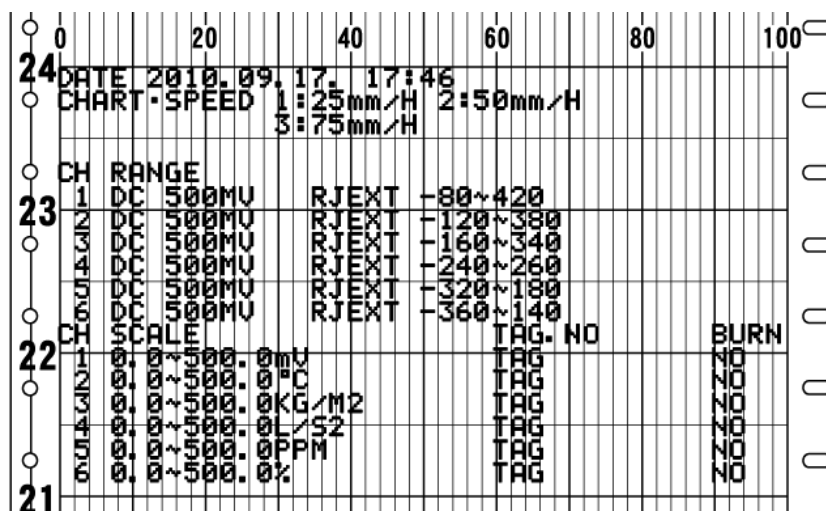 0 20 40 60 80 100
24
DATE 2010.09.17. 17:46
CHART·SPEED 1:25mm/H 2:50mm/H
3:75mm/H
CH RANGE
1 DC 500MV RJEXT -80~420
23
2 DC 500MV RJEXT -120~380
3 DC 500MV RJEXT -160~340
4 DC 500MV RJEXT -240~260
5 DC 500MV RJEXT -320~180
6 DC 500MV RJEXT -360~140
CH SCALE TAG.NO BURN
22
1 0.0~500.0mV TAG NO
2 0.0~500.0°C TAG NO
3 0.0~500.0KG/M2 TAG NO
4 0.0~500.0L/S2 TAG NO
5 0.0~500.0PPM TAG NO
6 0.0~500.0% TAG NO
21